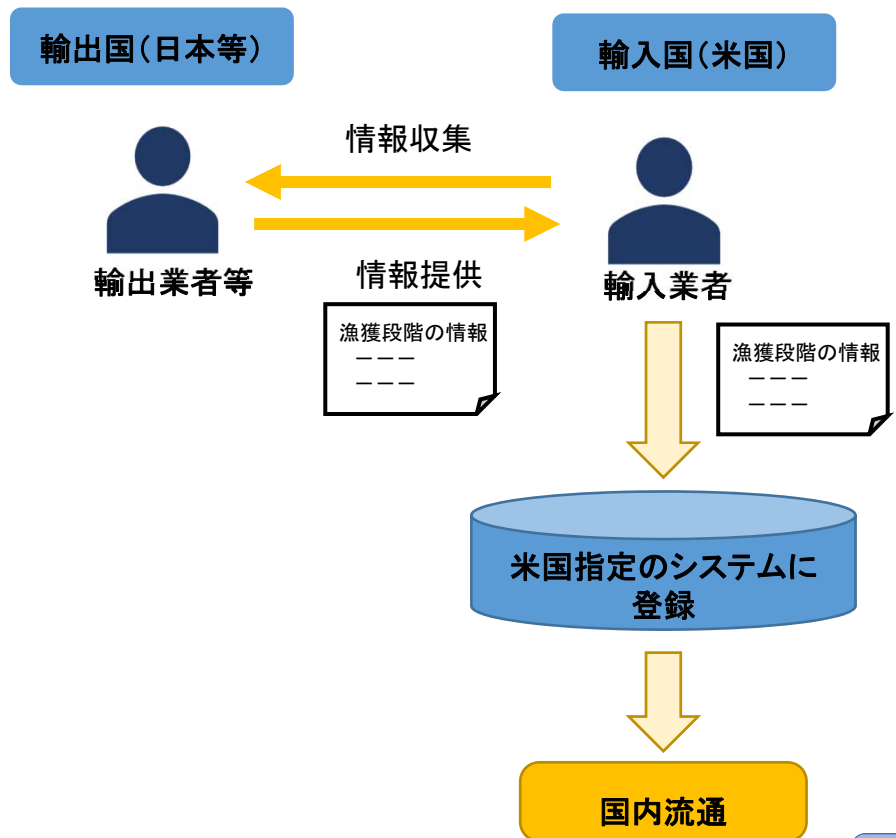 輸出国(日本等)
輸入国(米国)
情報収集
輸出業者等
情報提供
輸入業者
漁獲段階の情報
ーーー
ーーー
漁獲段階の情報
ーーー
ーーー
米国指定のシステムに
登録
国内流通